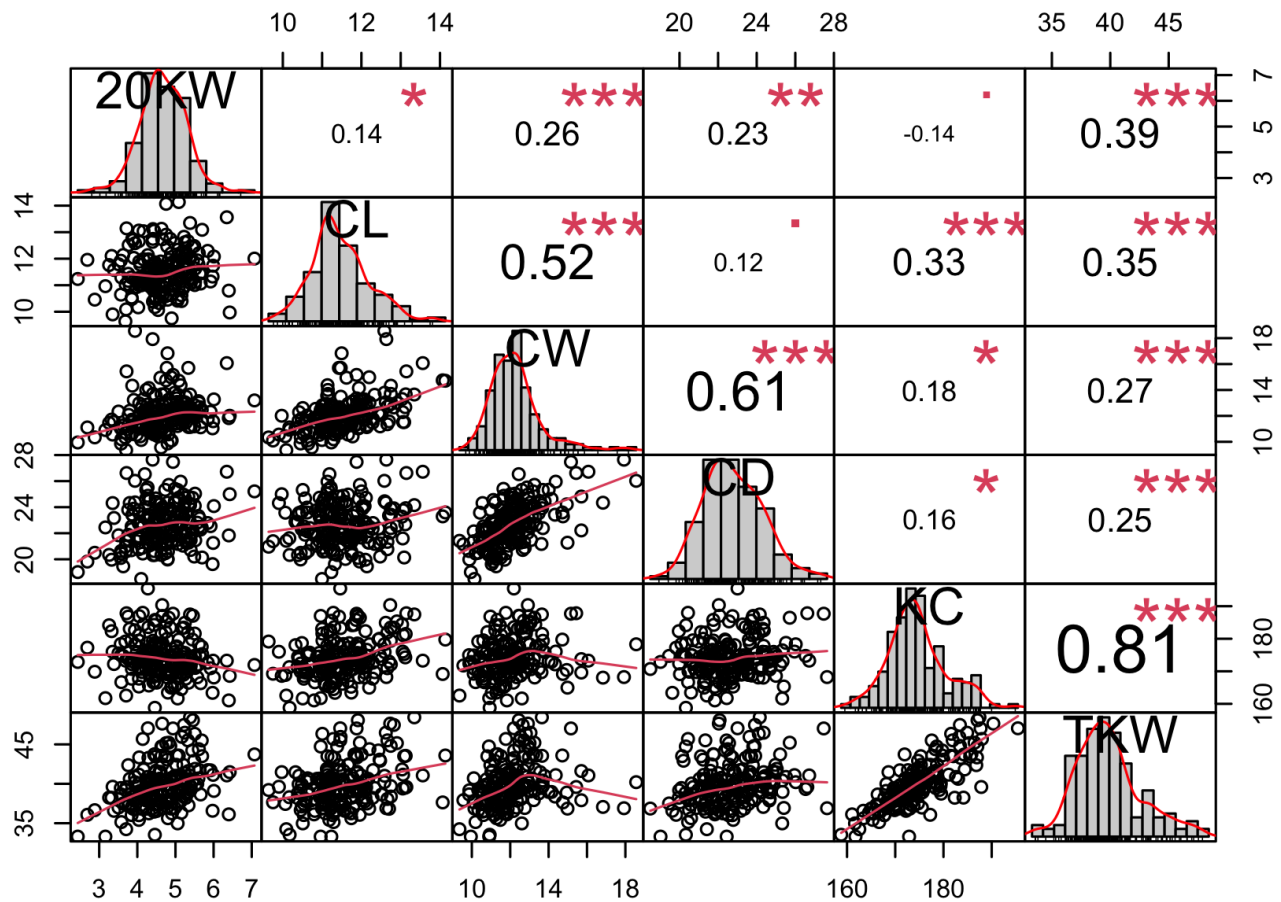 10 12 14 20 24 28 35 40 45
20KW * 0.14 *** 0.26 ** 0.23 . -0.14 *** 0.39 3 5 7
10 12 14 CL *** 0.52 . 0.12 *** 0.33 *** 0.35
CW *** 0.61 * 0.18 *** 0.27 10 14 18
20 24 28 CD * 0.16 *** 0.25
KC *** 0.81 160 180
35 45 TKW
3 4 5 6 7 10 14 18 160 180